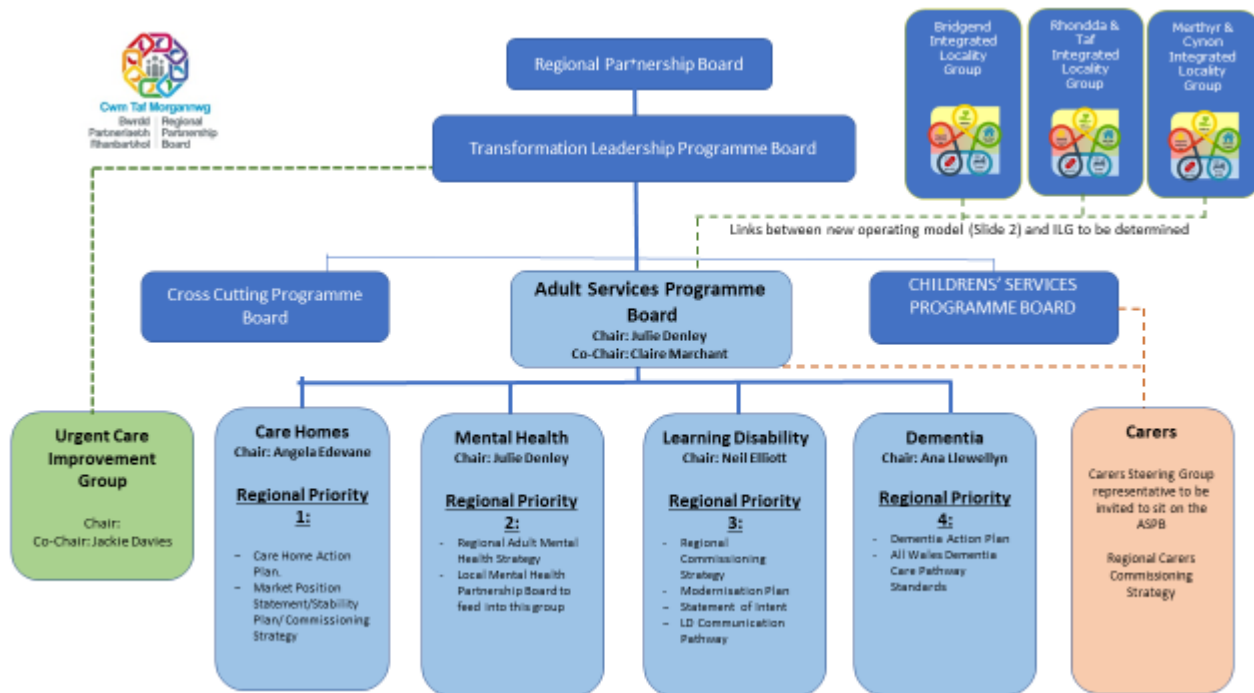 Cwm Taf Morgannwg
Bwrdd
Partneriaeth
Rhanbarthol
Regional
Partnership
Board
Regional Partnership Board
Transformation Leadership Programme Board
Bridgend
Integrated
Locality
Group
Rhondda &
Taf
Integrated
Locality
Group
Merthyr &
Cynon
Integrated
Locality
Group
Links between new operating model (Slide 2) and ILG to be determined
Cross Cutting Programme
Board
Adult Services Programme
Board
Chair: Julie Denley
Co-Chair: Claire Marchant
CHILDRENS' SERVICES
PROGRAMME BOARD
Urgent Care
Improvement
Group
Chair:
Co-Chair: Jackie Davies
Care Homes
Chair: Angela Edevane
Regional Priority
1:
– Care Home Action
Plan.
– Market Position
Statement/Stability
Plan/ Commissioning
Strategy
Mental Health
Chair: Julie Denley
Regional Priority
2:
- Regional Adult Mental
Health Strategy
- Local Mental Health
Partnership Board to
feed into this group
Learning Disability
Chair: Neil Elliott
Regional Priority
3:
- Regional
Commissioning
Strategy
- Modernisation Plan
– Statement of Intent
– LD Communication
Pathway
Dementia
Chair: Ana Llewellyn
Regional Priority
4:
- Dementia Action Plan
- All Wales Dementia
Care Pathway
Standards
Carers
Carers Steering Group
representative to be
invited to sit on the
ASPB
Regional Carers
Commissioning
Strategy